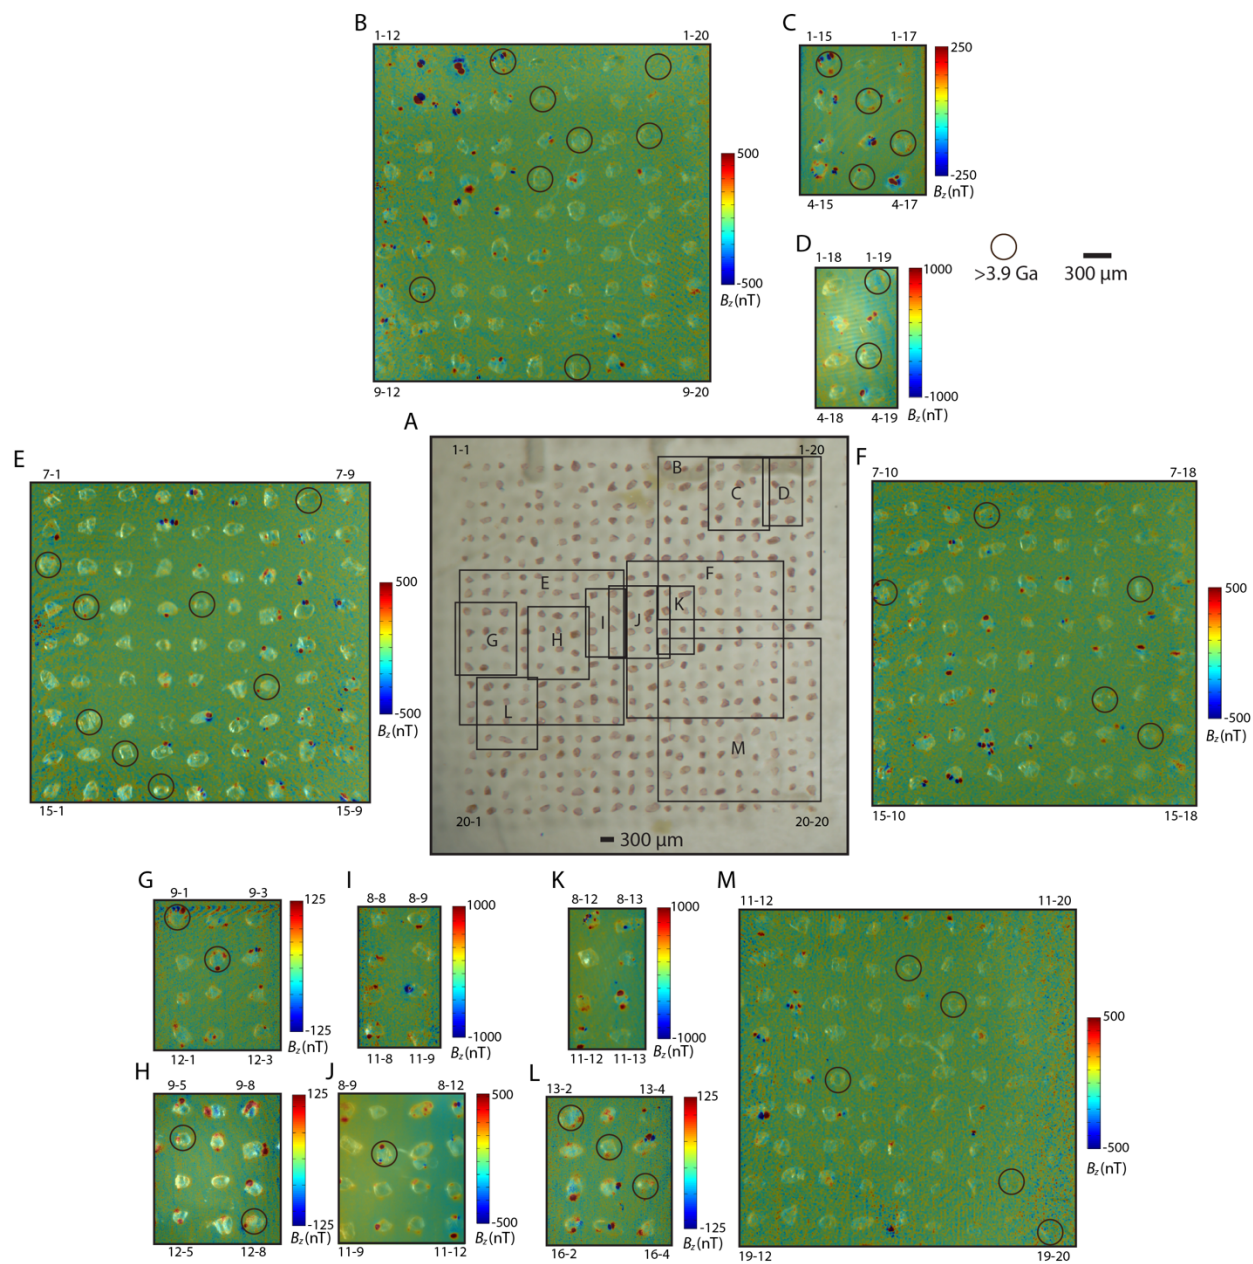 B
1-12 1-20
9-12 9-20
500
-500
Bz (nT)
C
1-15 1-17
4-15 4-17
250
-250
Bz (nT)
D
1-18 1-19
4-18 4-19
1000
-1000
Bz (nT)
>3.9 Ga
300 µm
A
1-1 1-20
B
C D
E F
G H I J K
L
M
20-1 20-20
300 µm
E
7-1 7-9
15-1 15-9
500
-500
Bz (nT)
F
7-10 7-18
15-10 15-18
500
-500
Bz (nT)
G
9-1 9-3
12-1 12-3
125
-125
Bz (nT)
I
8-8 8-9
11-8 11-9
1000
-1000
Bz (nT)
K
8-12 8-13
11-12 11-13
1000
-1000
Bz (nT)
M
11-12 11-20
19-12 19-20
500
-500
Bz (nT)
H
9-5 9-8
12-5 12-8
125
-125
Bz (nT)
J
8-9 8-12
11-9 11-12
500
-500
Bz (nT)
L
13-2 13-4
16-2 16-4
125
-125
Bz (nT)